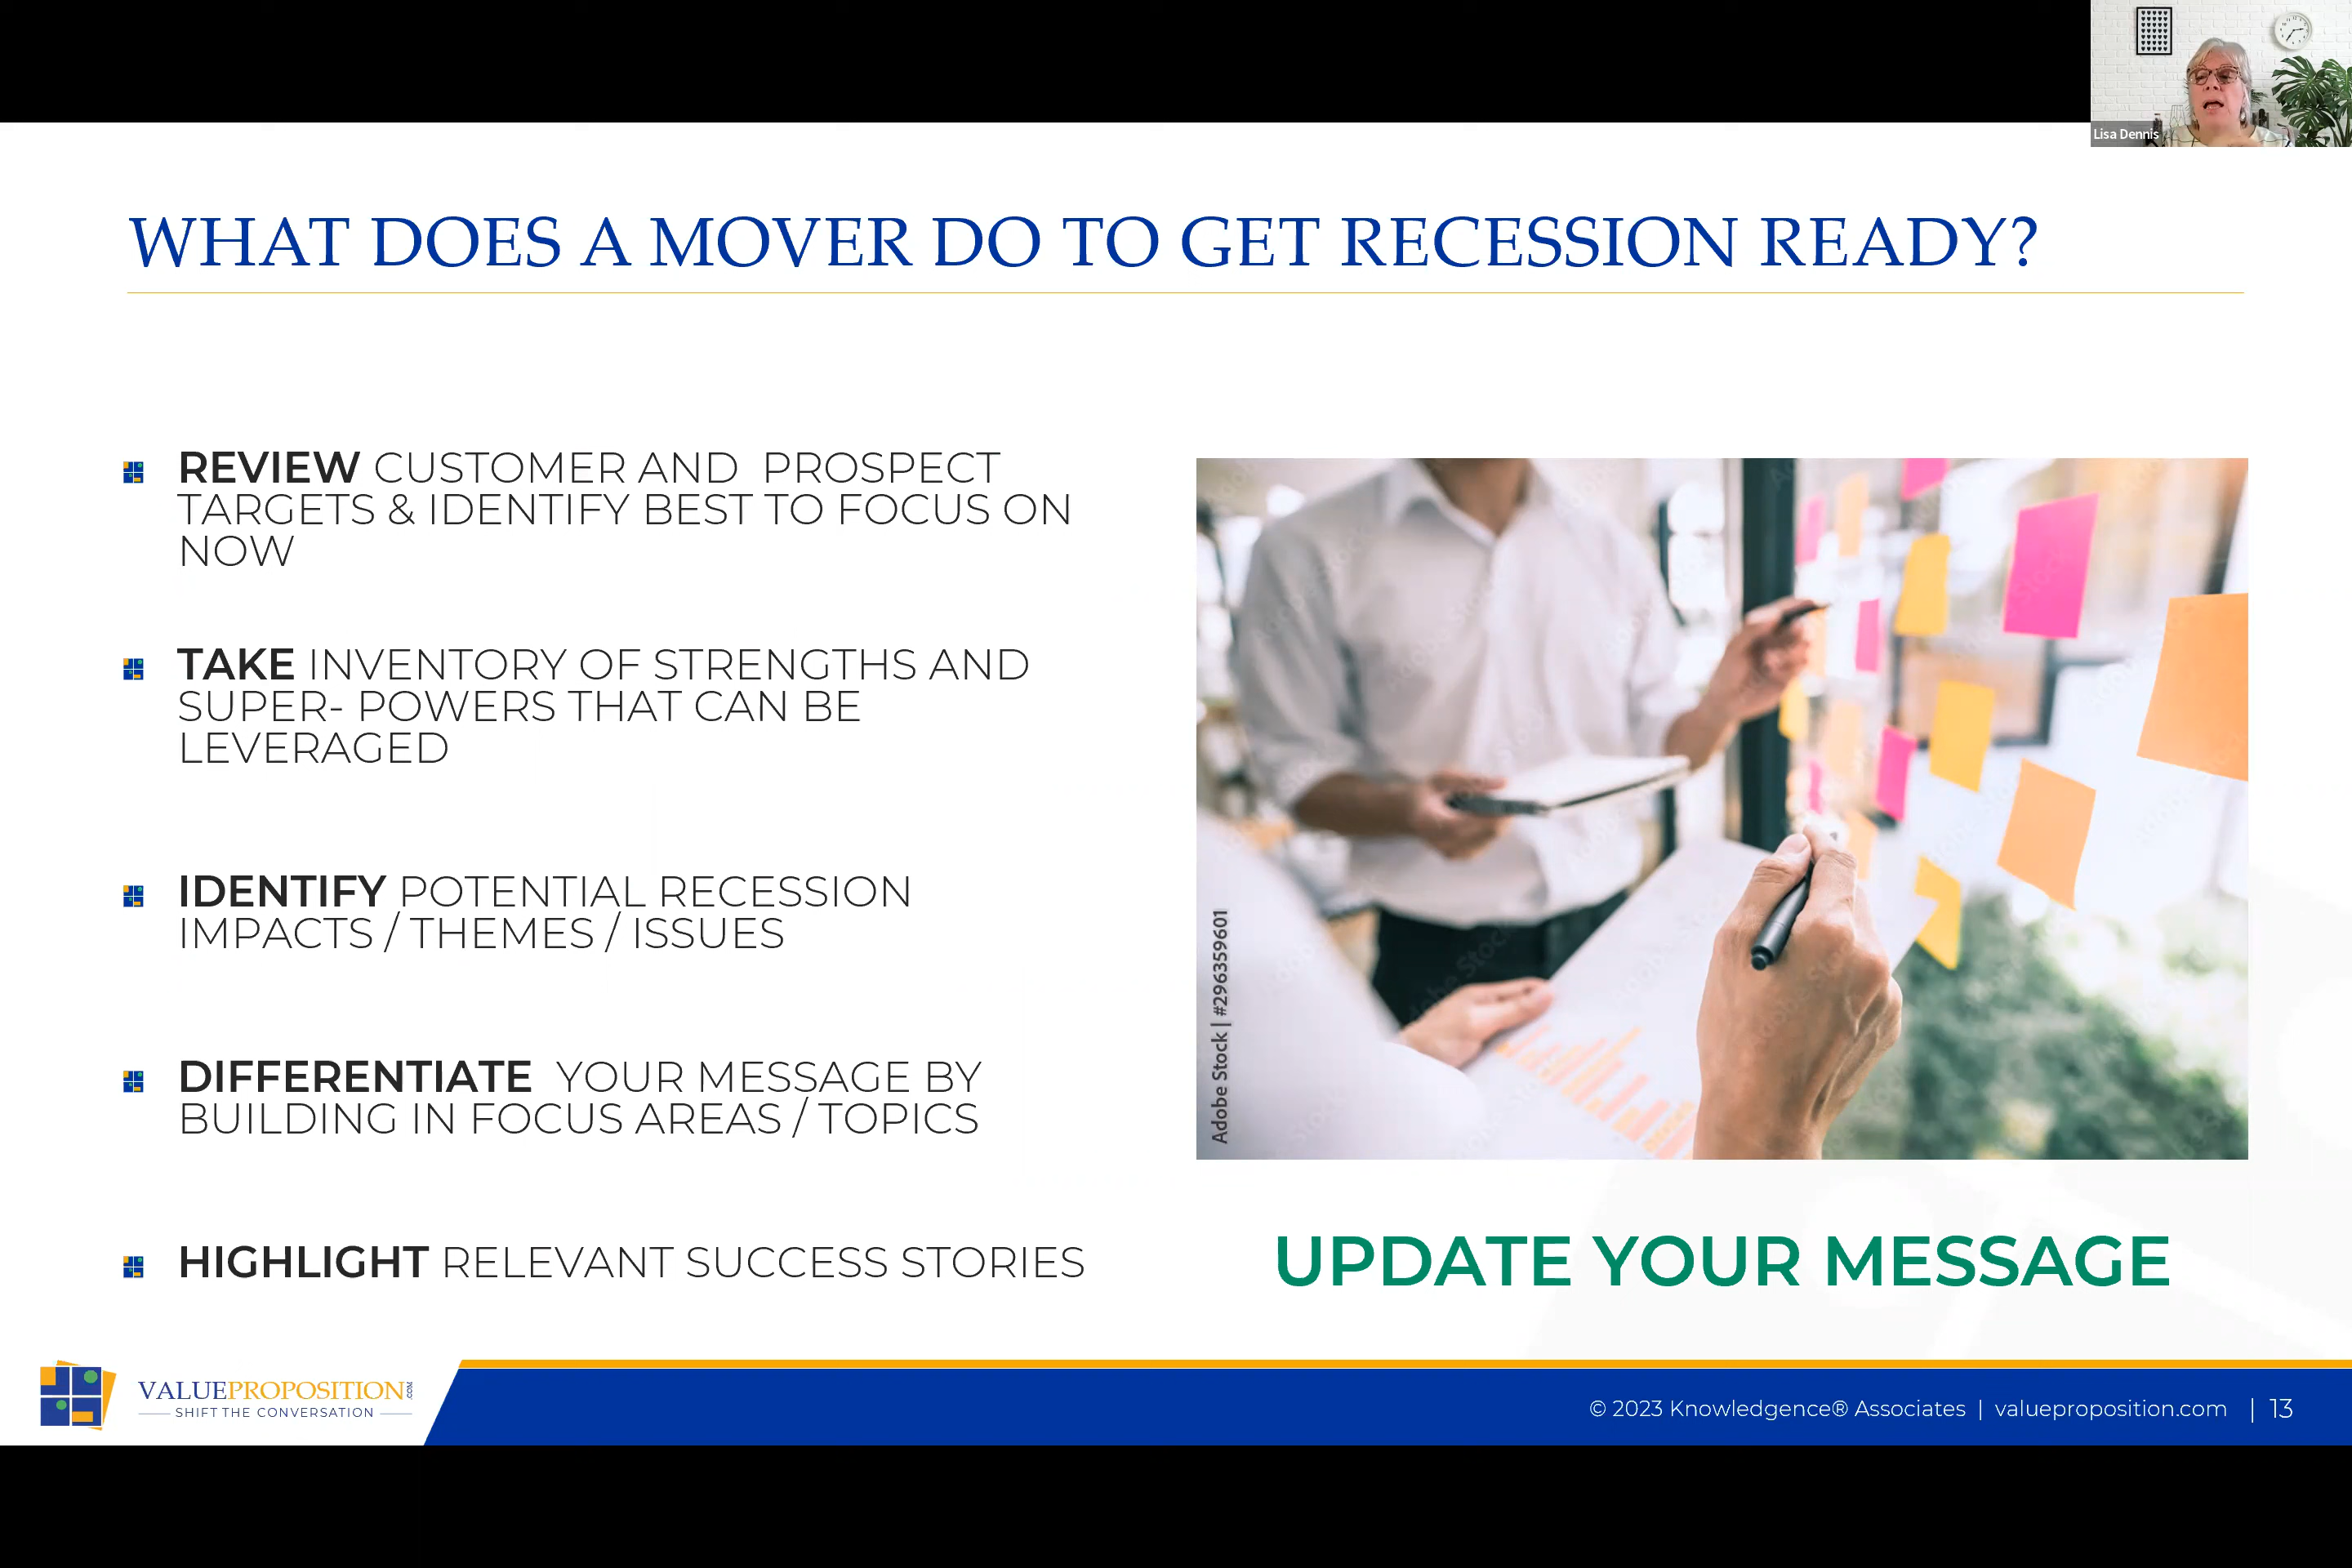 Lisa Dennis
WHAT DOES A MOVER DO TO GET RECESSION READY?
REVIEW CUSTOMER AND  PROSPECT
TARGETS & IDENTIFY BEST TO FOCUS ON
NOW
TAKE INVENTORY OF STRENGTHS AND
SUPER- POWERS THAT CAN BE
LEVERAGED
IDENTIFY POTENTIAL RECESSION
IMPACTS / THEMES / ISSUES
DIFFERENTIATE  YOUR MESSAGE BY
BUILDING IN FOCUS AREAS / TOPICS
HIGHLIGHT RELEVANT SUCCESS STORIES
Adobe Stock | #296359601
UPDATE YOUR MESSAGE
VALUEPROPOSITION.COM
SHIFT THE CONVERSATION
© 2023 Knowledgence® Associates | valueproposition.com | 13